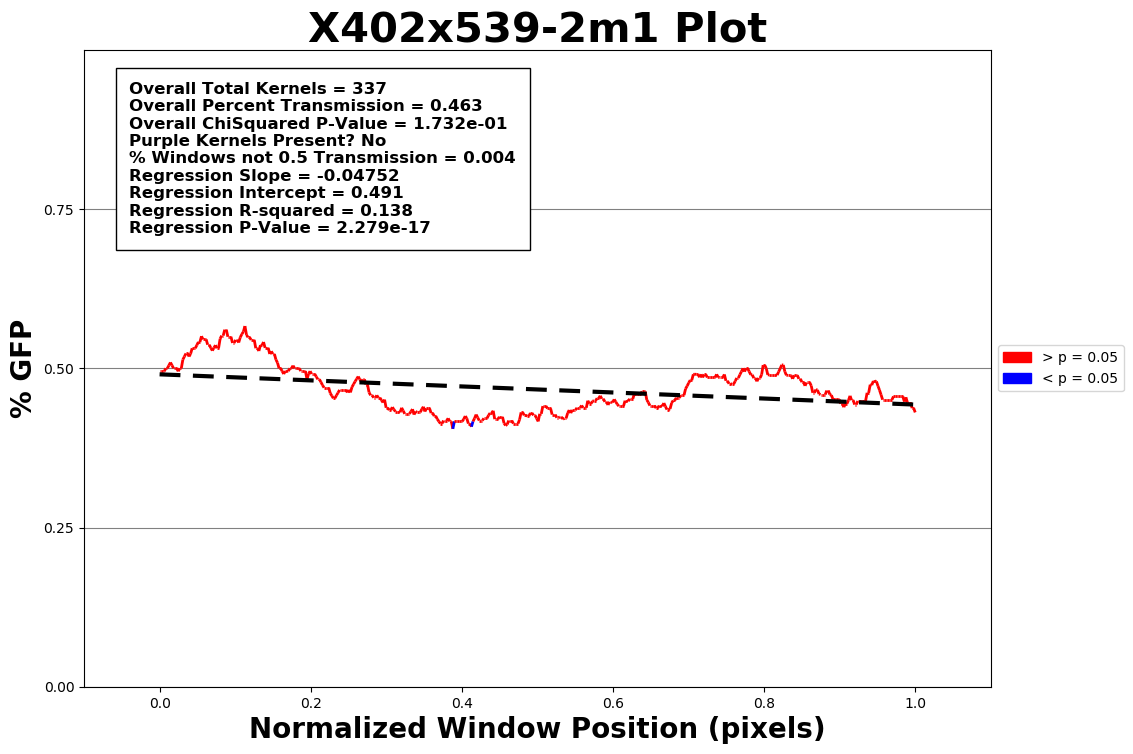 X402x539-2m1 Plot
Overall Total Kernels = 337
Overall Percent Transmission = 0.463
Overall ChiSquared P-Value = 1.732e-01
Purple Kernels Present? No
% Windows not 0.5 Transmission = 0.004
Regression Slope = -0.04752
Regression Intercept = 0.491
Regression R-squared = 0.138
Regression P-Value = 2.279e-17
% GFP
0.75
0.50
0.25
0.00
0.0 0.2 0.4 0.6 0.8 1.0
Normalized Window Position (pixels)
> p = 0.05
< p = 0.05